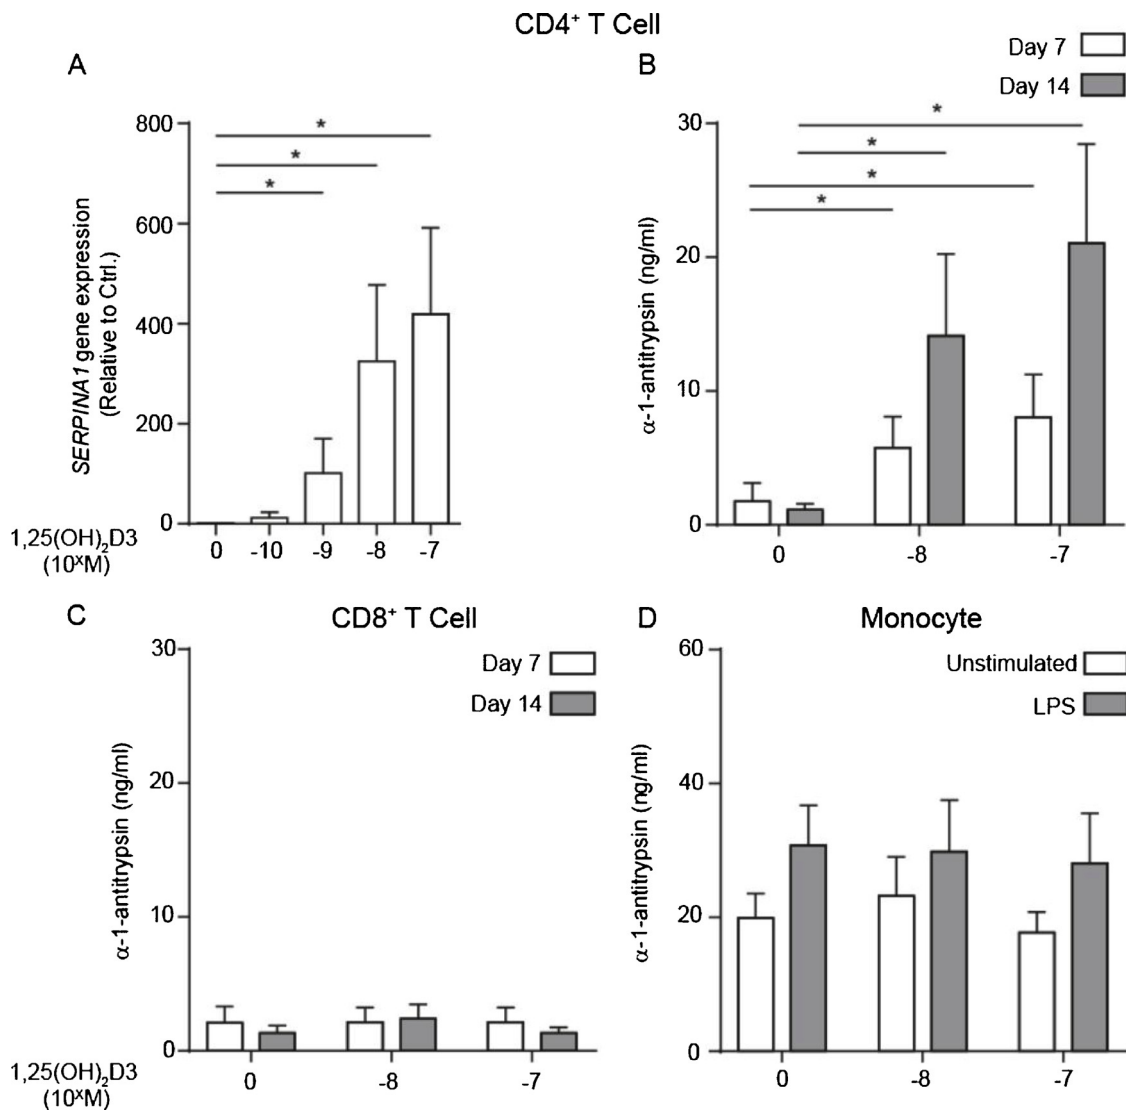 CD4⁺ T Cell
A
800
600
400
200
0
SERPINA1 gene expression
(Relative to Ctrl.)
*
*
*
0 -10 -9 -8 -7
1,25(OH)₂D3
(10ˣM)
B
Day 7
Day 14
30
20
10
0
α-1-antitrypsin (ng/ml)
*
*
*
*
0 -8 -7
C
CD8⁺ T Cell
Day 7
Day 14
30
20
10
0
α-1-antitrypsin (ng/ml)
0 -8 -7
1,25(OH)₂D3
(10ˣM)
D
Monocyte
Unstimulated
LPS
60
40
20
0
α-1-antitrypsin (ng/ml)
0 -8 -7